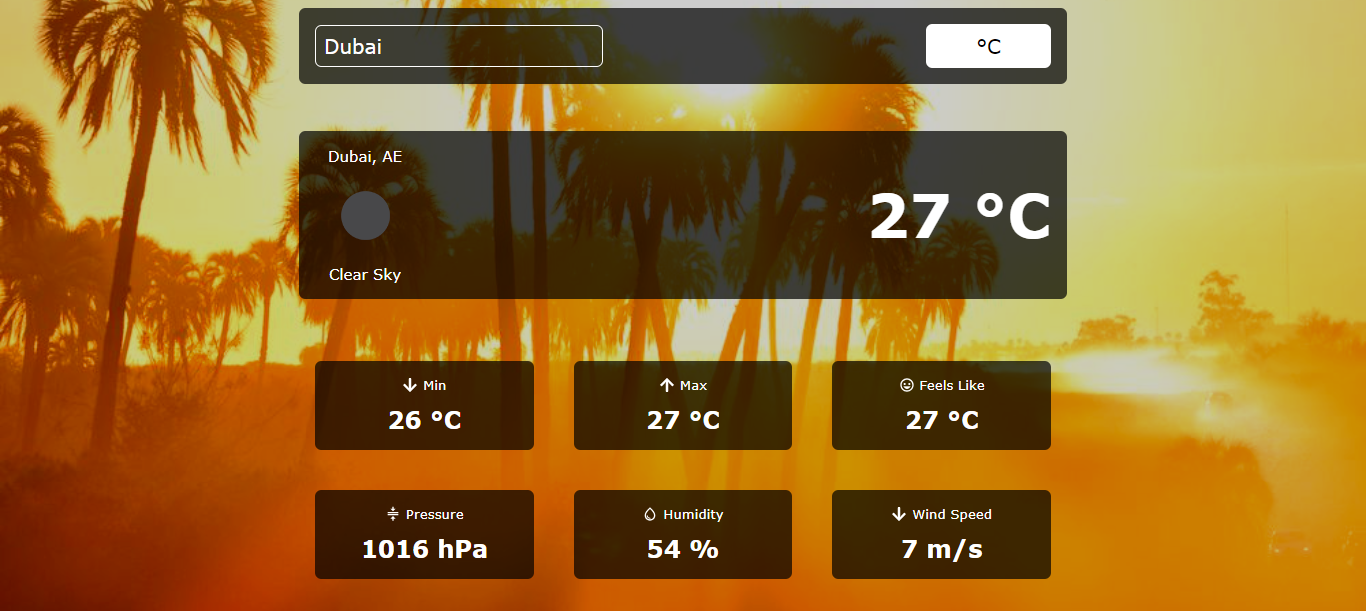 Dubai
°C
Dubai, AE
27 °C
Clear Sky
Min
Max
Feels Like
26 °C
27 °C
27 °C
Pressure
Humidity
Wind Speed
1016 hPa
54 %
7 m/s